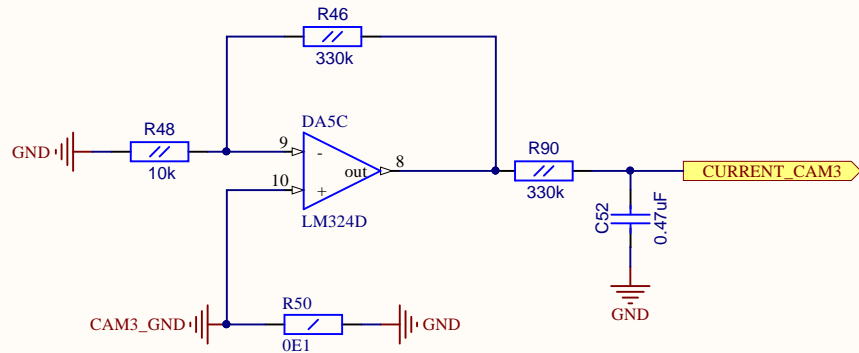 R46
330k
DA5C
R48
9
-
8
R90
GND
out
CURRENT_CAM3
10k
10
+
330k
C52
0.47uF
LM324D
R50
GND
CAM3_GND
GND
0E1